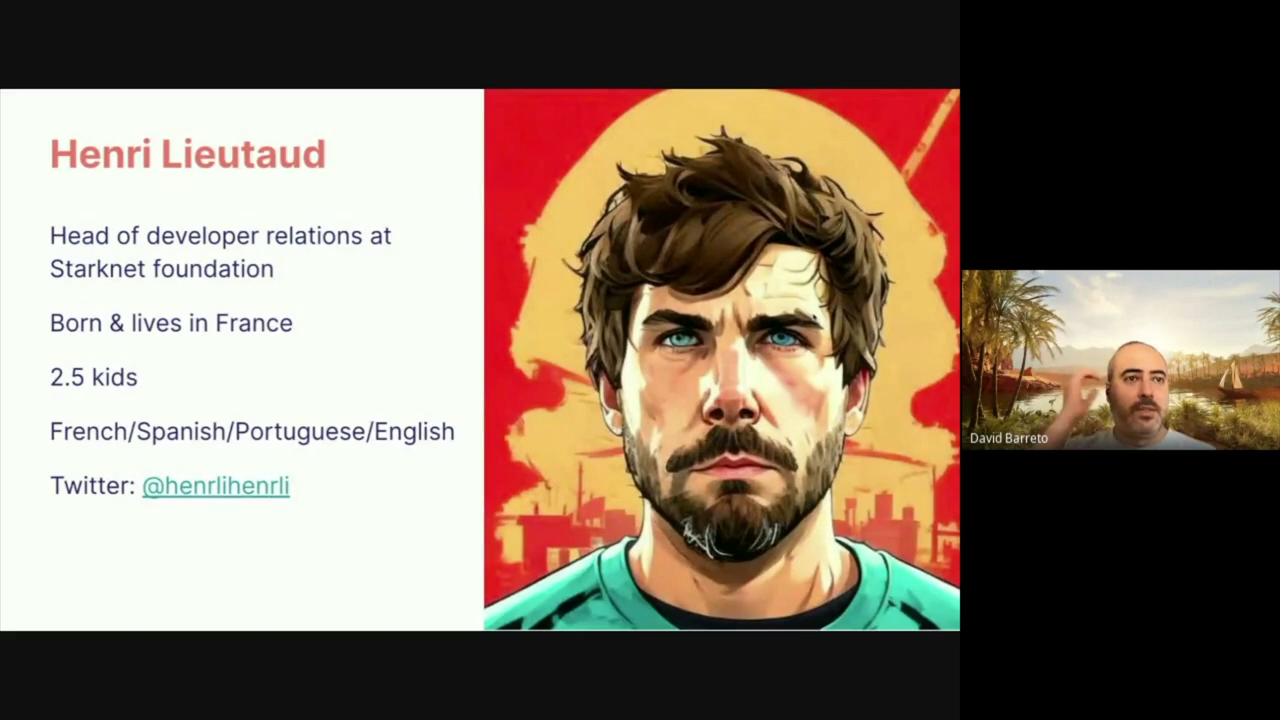 Henri Lieutaud
Head of developer relations at
Starknet foundation
Born & lives in France
2.5 kids
French/Spanish/Portuguese/English
Twitter: @henrlihenrli
David Barreto